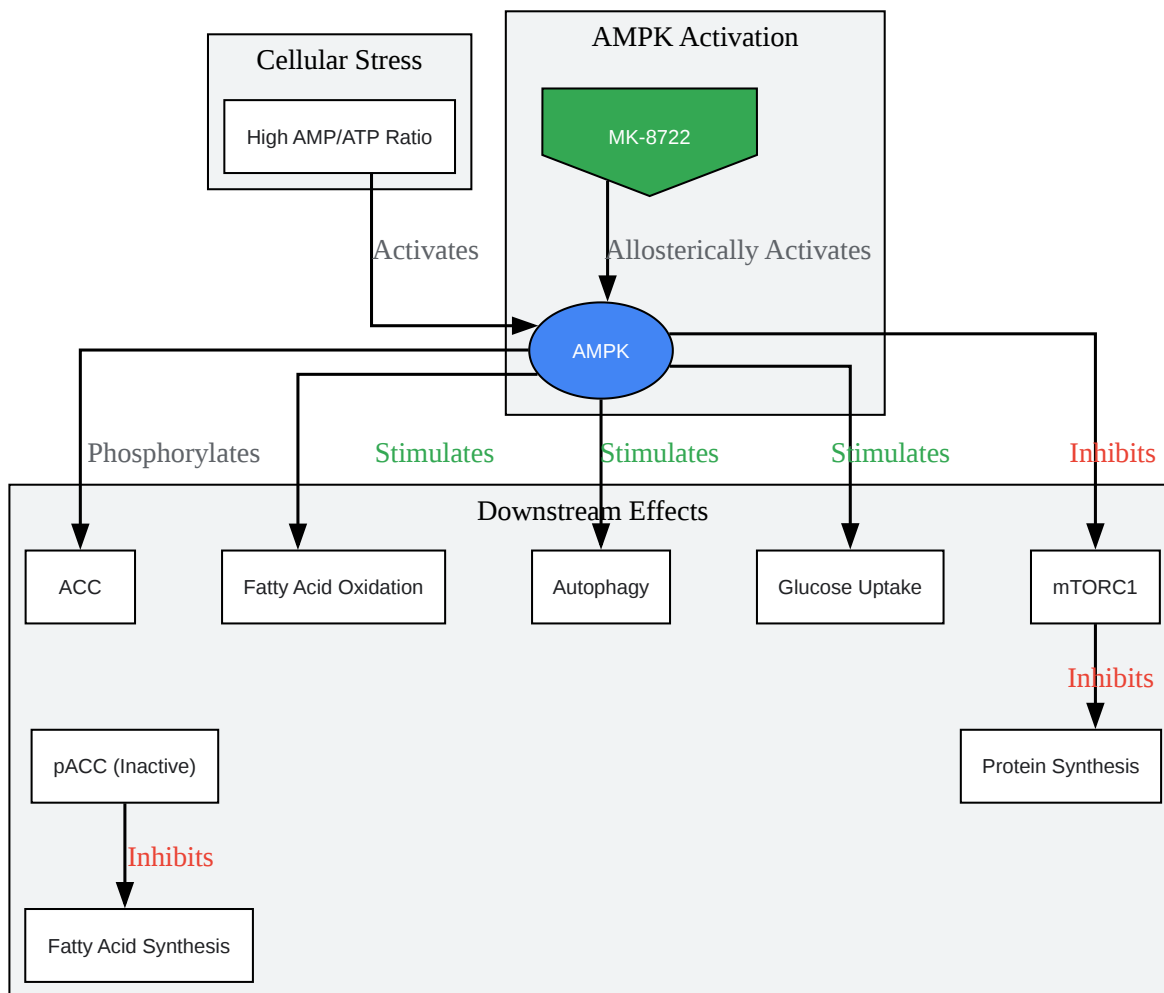 AMPK Activation
Cellular Stress
High AMP/ATP Ratio
MK-8722
Activates
Allosterically Activates
AMPK
Phosphorylates
Stimulates
Stimulates
Stimulates
Inhibits
Downstream Effects
ACC
Fatty Acid Oxidation
Autophagy
Glucose Uptake
mTORC1
Inhibits
pACC (Inactive)
Protein Synthesis
Inhibits
Fatty Acid Synthesis